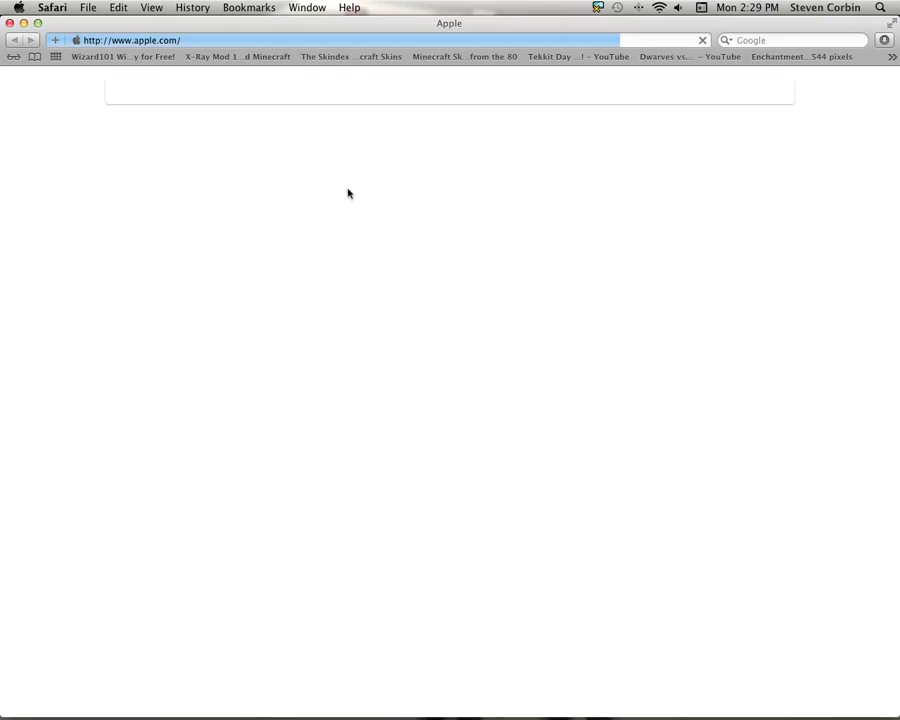 Safari File Edit View History Bookmarks Window Help Mon 2:29 PM Steven Corbin
Apple
http://www.apple.com/ Google
Wizard101 Wi...y for Free! X-Ray Mod 1...d Minecraft The Skindex ...craft Skins Minecraft Sk...from the 80 Tekkit Day ...! – YouTube Dwarves vs.... – YouTube Enchantment...544 pixels